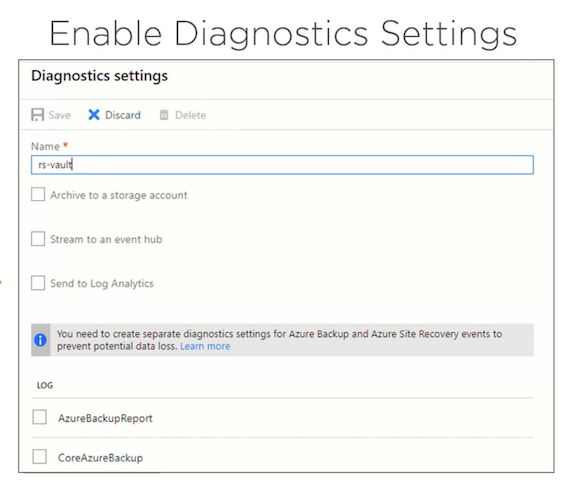 Enable Diagnostics Settings
Diagnostics settings
Save Discard Delete
Name *
rs-vault
Archive to a storage account
Stream to an event hub
Send to Log Analytics
You need to create separate diagnostics settings for Azure Backup and Azure Site Recovery events to
prevent potential data loss. Learn more
LOG
AzureBackupReport
CoreAzureBackup